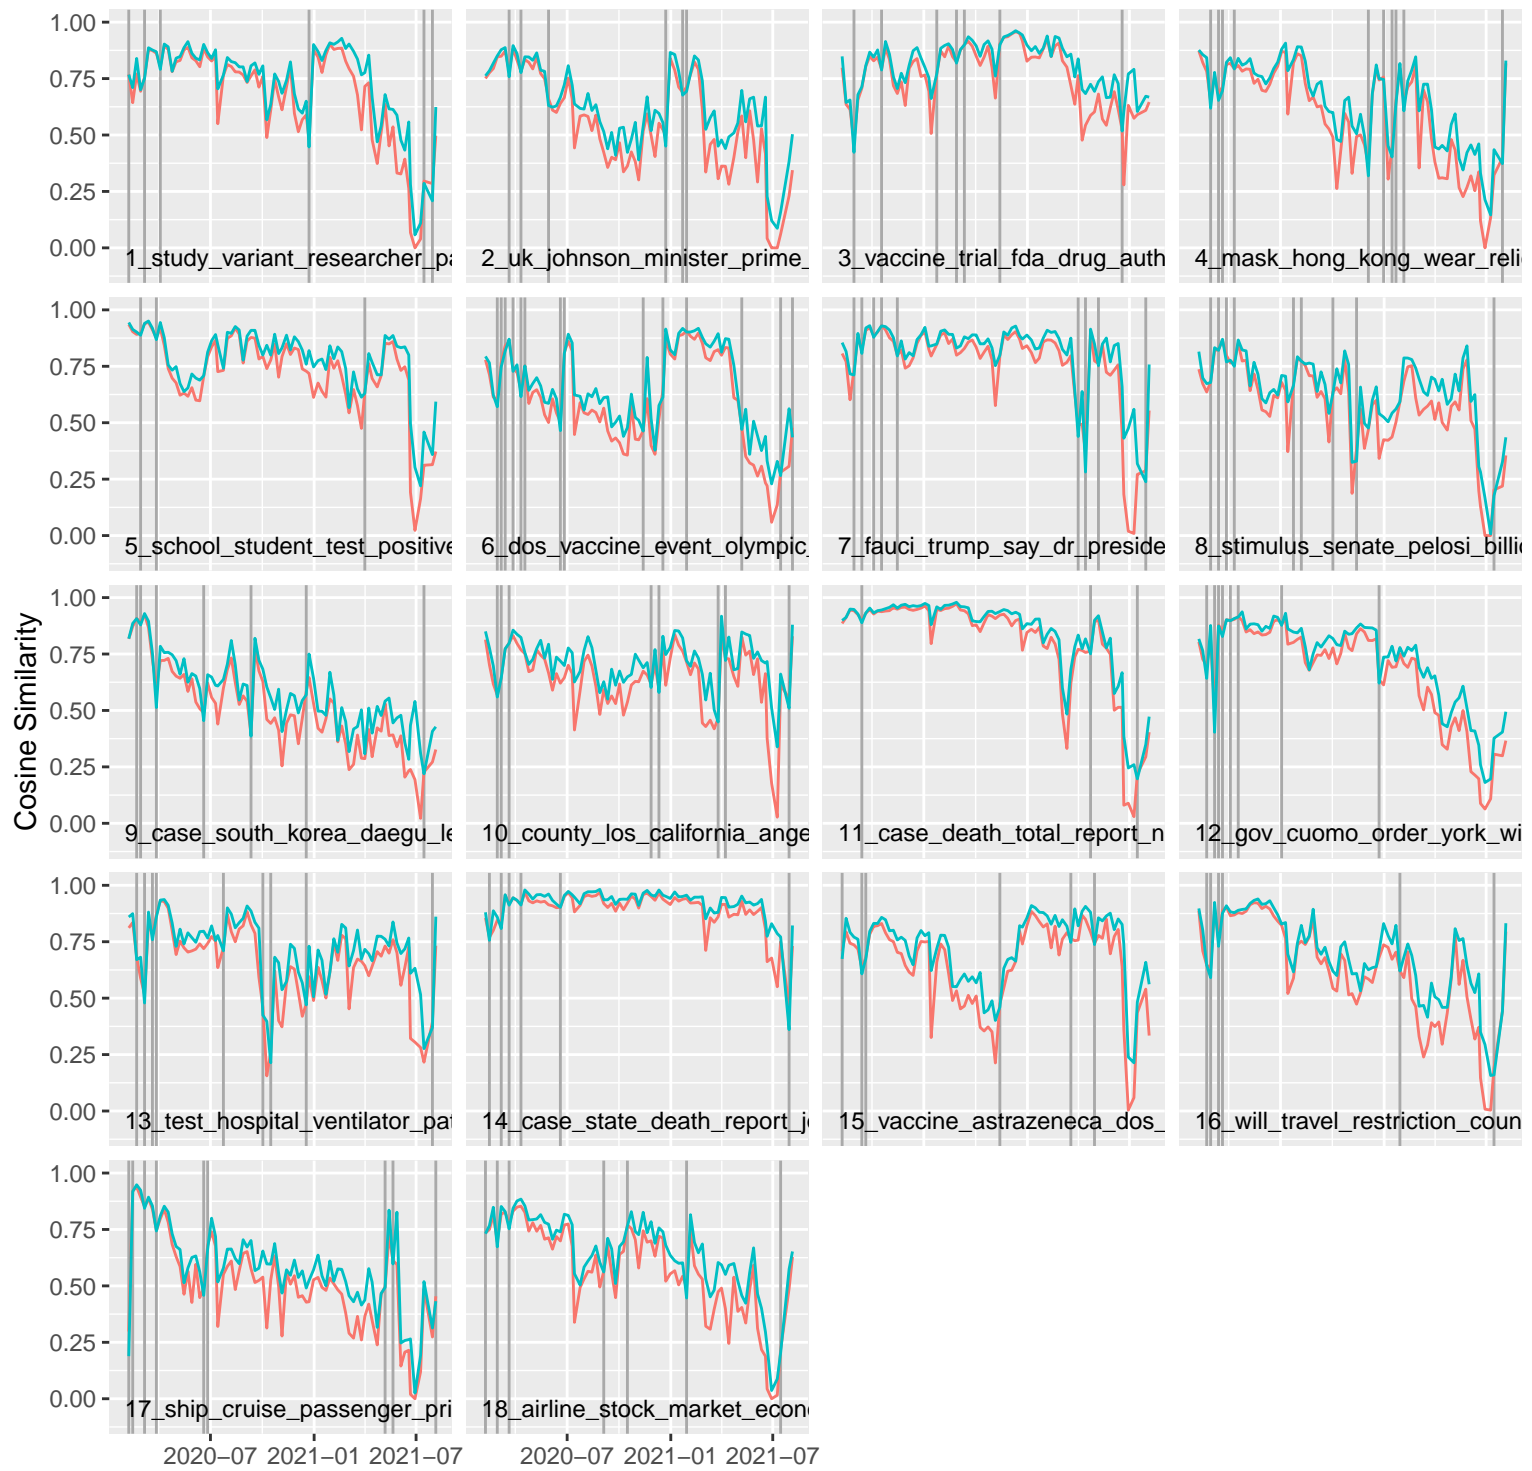 Cosine Similarity
1.00
0.75
0.50
0.25
0.00
1_study_variant_researcher_pa
2_uk_johnson_minister_prime_
3_vaccine_trial_fda_drug_auth
4_mask_hong_kong_wear_reli
1.00
0.75
0.50
0.25
0.00
5_school_student_test_positive
6_dos_vaccine_event_olympic_
7_fauci_trump_say_dr_preside
8_stimulus_senate_pelosi_billi
1.00
0.75
0.50
0.25
0.00
9_case_south_korea_daegu_le
10_county_los_california_ange
11_case_death_total_report_n
12_gov_cuomo_order_york_wi
1.00
0.75
0.50
0.25
0.00
13_test_hospital_ventilator_pat
14_case_state_death_report_j
15_vaccine_astrazeneca_dos_
16_will_travel_restriction_coun
1.00
0.75
0.50
0.25
0.00
17_ship_cruise_passenger_pri
18_airline_stock_market_econ
2020–07 2021–01 2021–07
2020–07 2021–01 2021–07